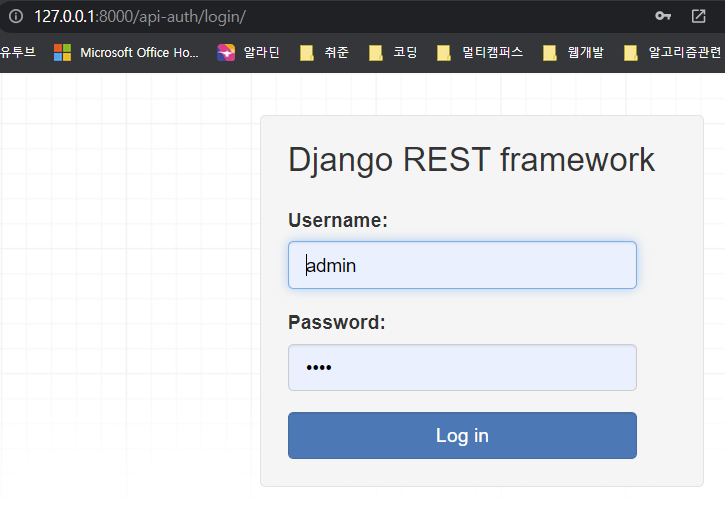 127.0.0.1:8000/api-auth/login/
유투브 Microsoft Office Ho... 알라딘 취준 코딩 멀티캠퍼스 웹개발 알고리즘관련
Django REST framework
Username:
admin
Password:
••••
Log in